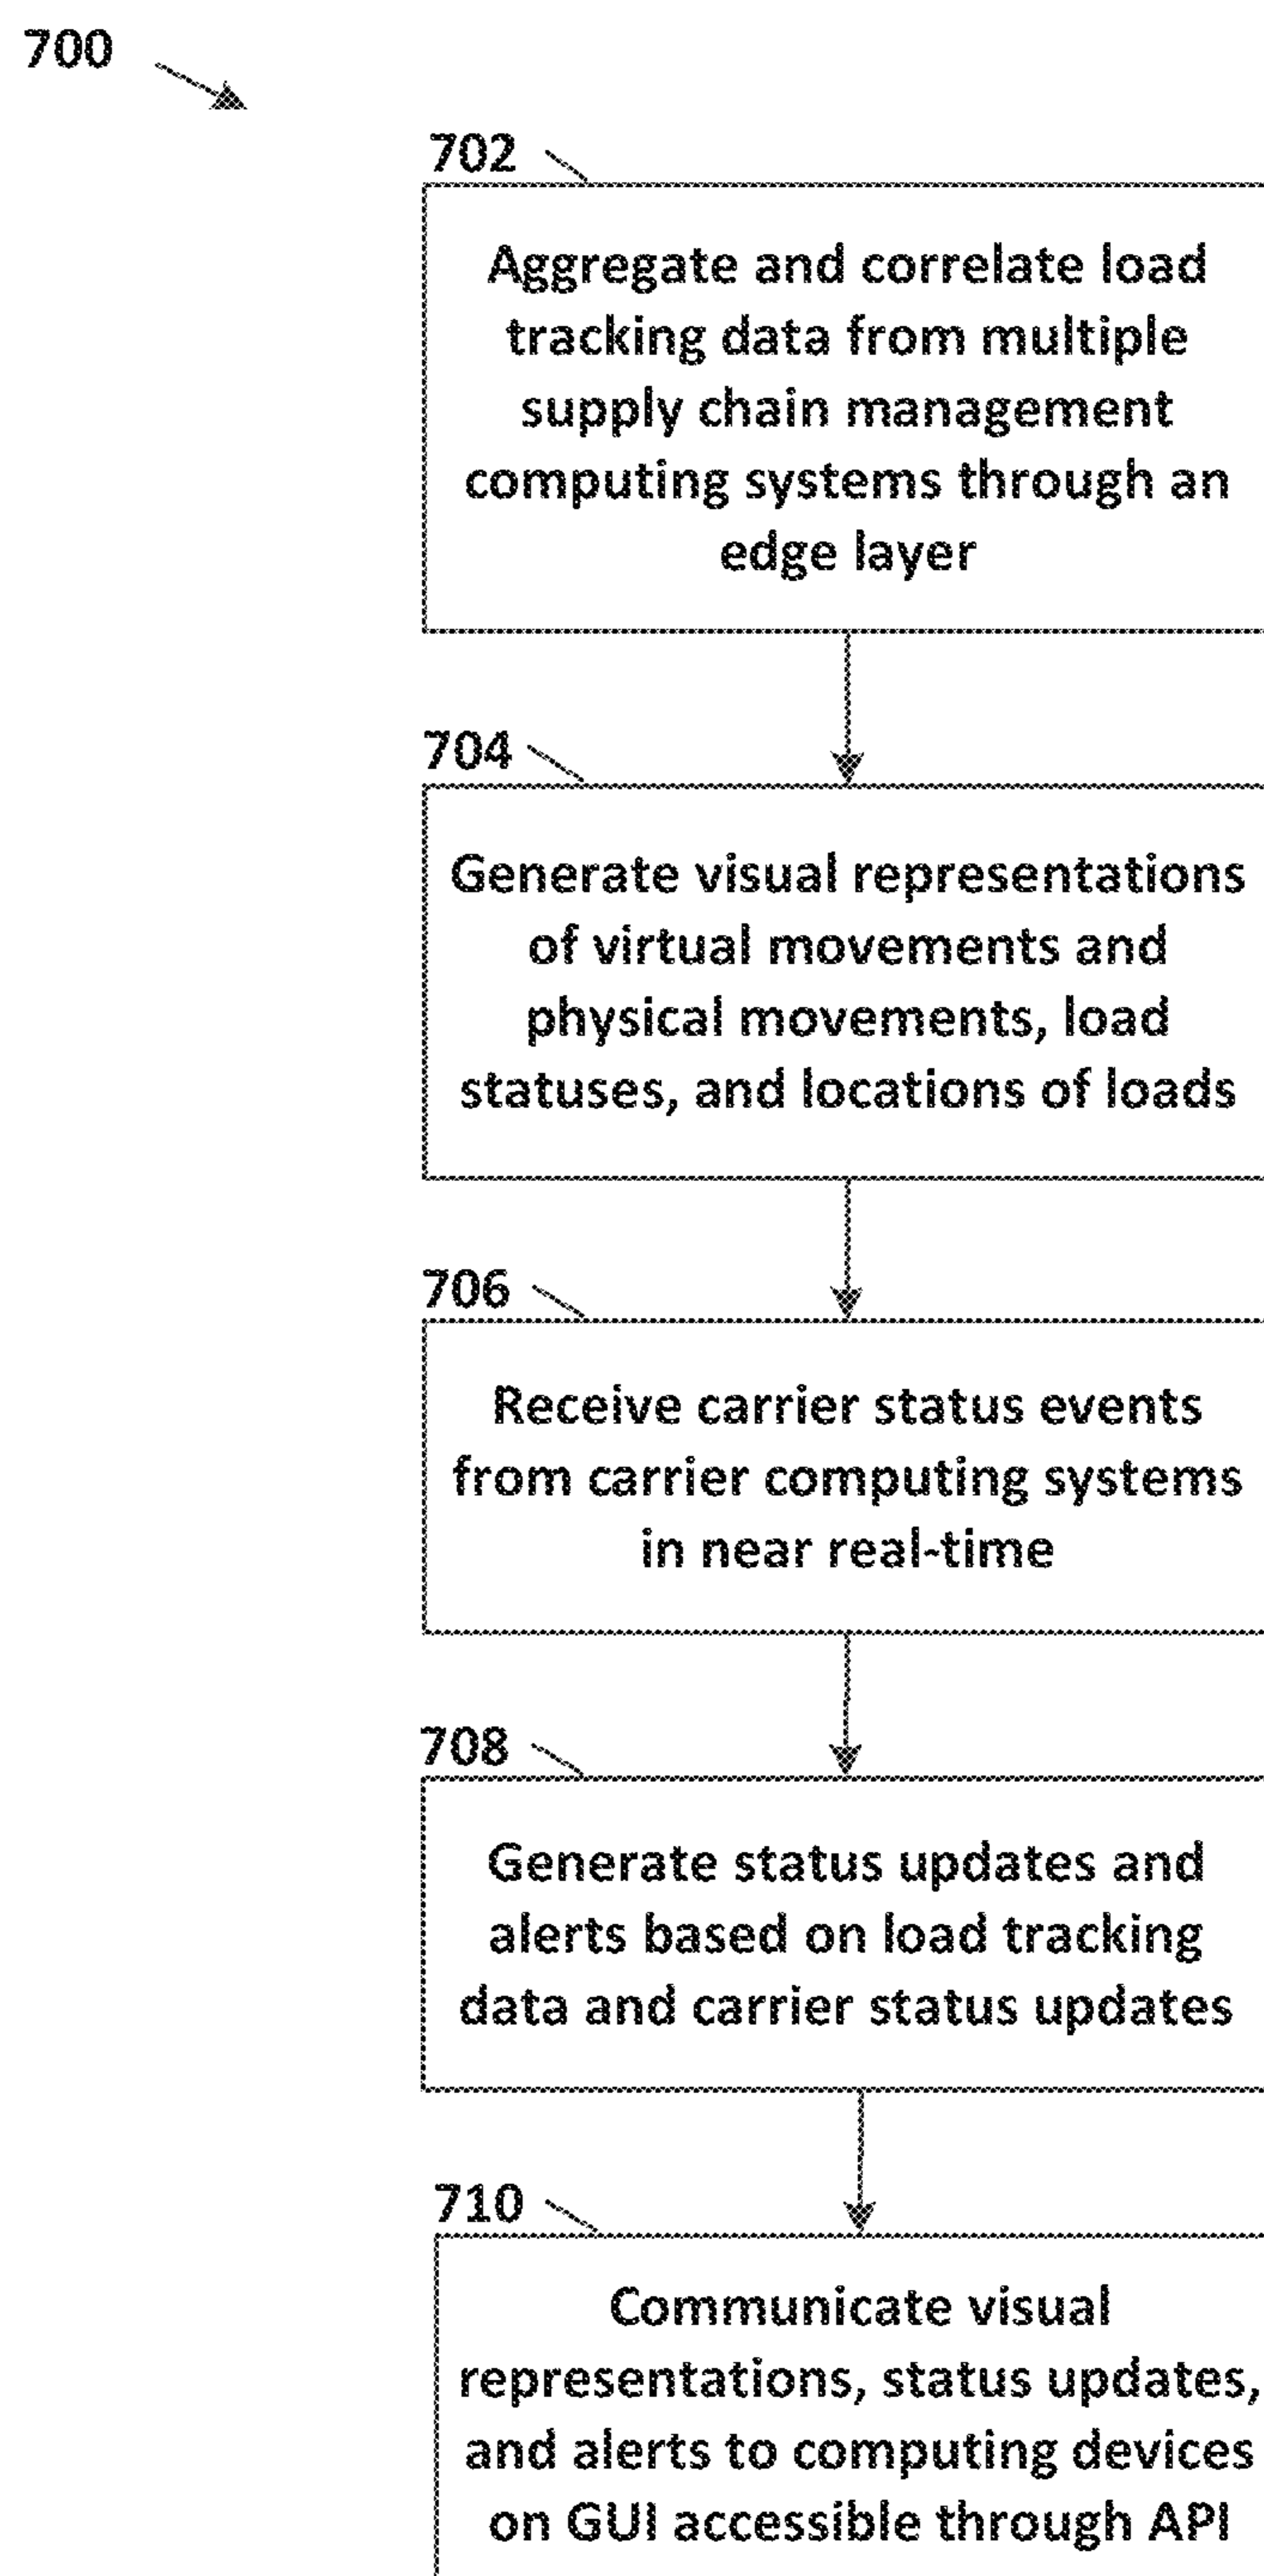 700
702
Aggregate and correlate load
tracking data from multiple
supply chain management
computing systems through an
edge layer
704
Generate visual representations
of virtual movements and
physical movements, load
statuses, and locations of loads
706
Receive carrier status events
from carrier computing systems
in near real-time
708
Generate status updates and
alerts based on load tracking
data and carrier status updates
710
Communicate visual
representations, status updates,
and alerts to computing devices
on GUI accessible through API